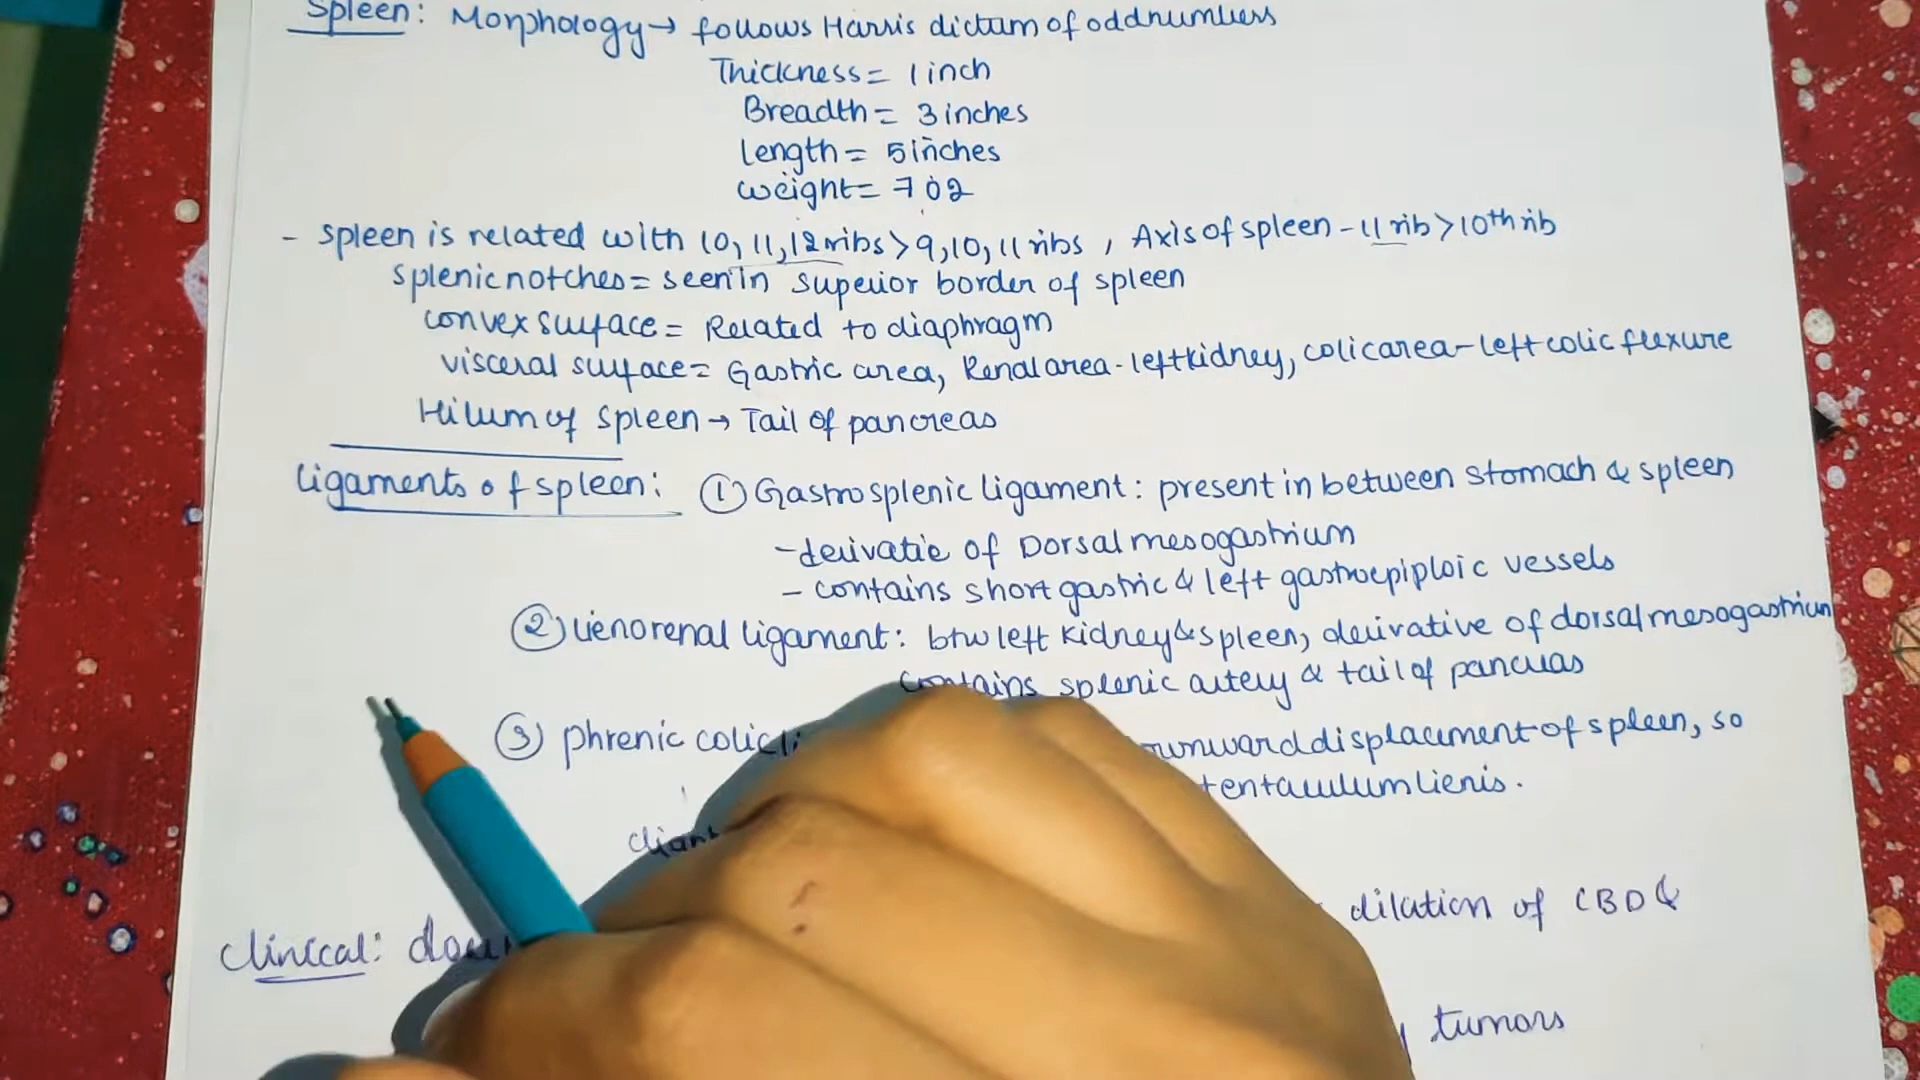 Spleen: Morphology→ follows Harris dictum of oddnumbers
Thickness= 1 inch
Breadth= 3 inches
length= 5 inches
weight= 7 oz
- spleen is related with 10, 11, 12 ribs > 9, 10, 11 ribs , Axis of spleen - 11 rib > 10th rib
Splenic notches= seen in superior border of spleen
convex surface= Related to diaphragm
visceral surface= Gastric area, Renal area - left kidney, colic area - left colic flexure
Hilum of spleen → Tail of pancreas
ligaments of spleen: ① Gastrosplenic ligament: present in between stomach & spleen
- derivatie of Dorsal mesogastrium
- contains short gastric & left gastroepiploic vessels
② lienorenal ligament: btw left kidney & spleen, derivative of dorsal mesogastrium
contains splenic artery & tail of pancreas
③ phrenic colic downward displacement of spleen, so
tentaculum lienis.
dilation of CBD &
clinical:
tumors